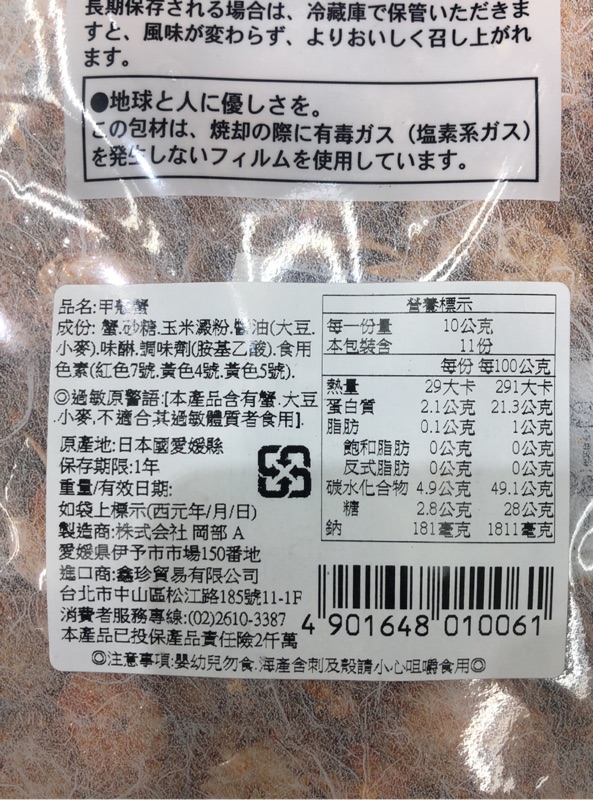 長期保存される場合は、冷蔵庫で保管いただきま
すと、風味が変わらず、よりおいしく召し上がれ
ます。
●地球と人に優しさを。
この包材は、焼却の際に有毒ガス（塩素系ガス）
を発生しないフィルムを使用しています。
品名:甲殼蟹
成份: 蟹.砂糖.玉米澱粉.醬油(大豆.
小麥).味醂.調味劑(胺基乙酸).食用
色素(紅色7號.黃色4號.黃色5號).
◎過敏原警語:[本產品含有蟹.大豆
.小麥,不適合其過敏體質者食用].
原產地:日本國愛媛縣
保存期限:1年
重量/有效日期:
如袋上標示(西元年/月/日)
製造商:株式会社 岡部 A
愛媛県伊予市市場150番地
進口商:鑫珍貿易有限公司
台北市中山區松江路185號11-1F
消費者服務專線:(02)2610-3387
本產品已投保產品責任險2千萬
◎注意事項:嬰幼兒勿食.海產含刺及殼請小心咀嚼食用◎
營養標示
每一份量 10公克
本包裝含 11份
每份 每100公克
熱量 29大卡 291大卡
蛋白質 2.1公克 21.3公克
脂肪 0.1公克 1公克
飽和脂肪 0公克 0公克
反式脂肪 0公克 0公克
碳水化合物 4.9公克 49.1公克
糖 2.8公克 28公克
鈉 181毫克 1811毫克
4 901648 010061